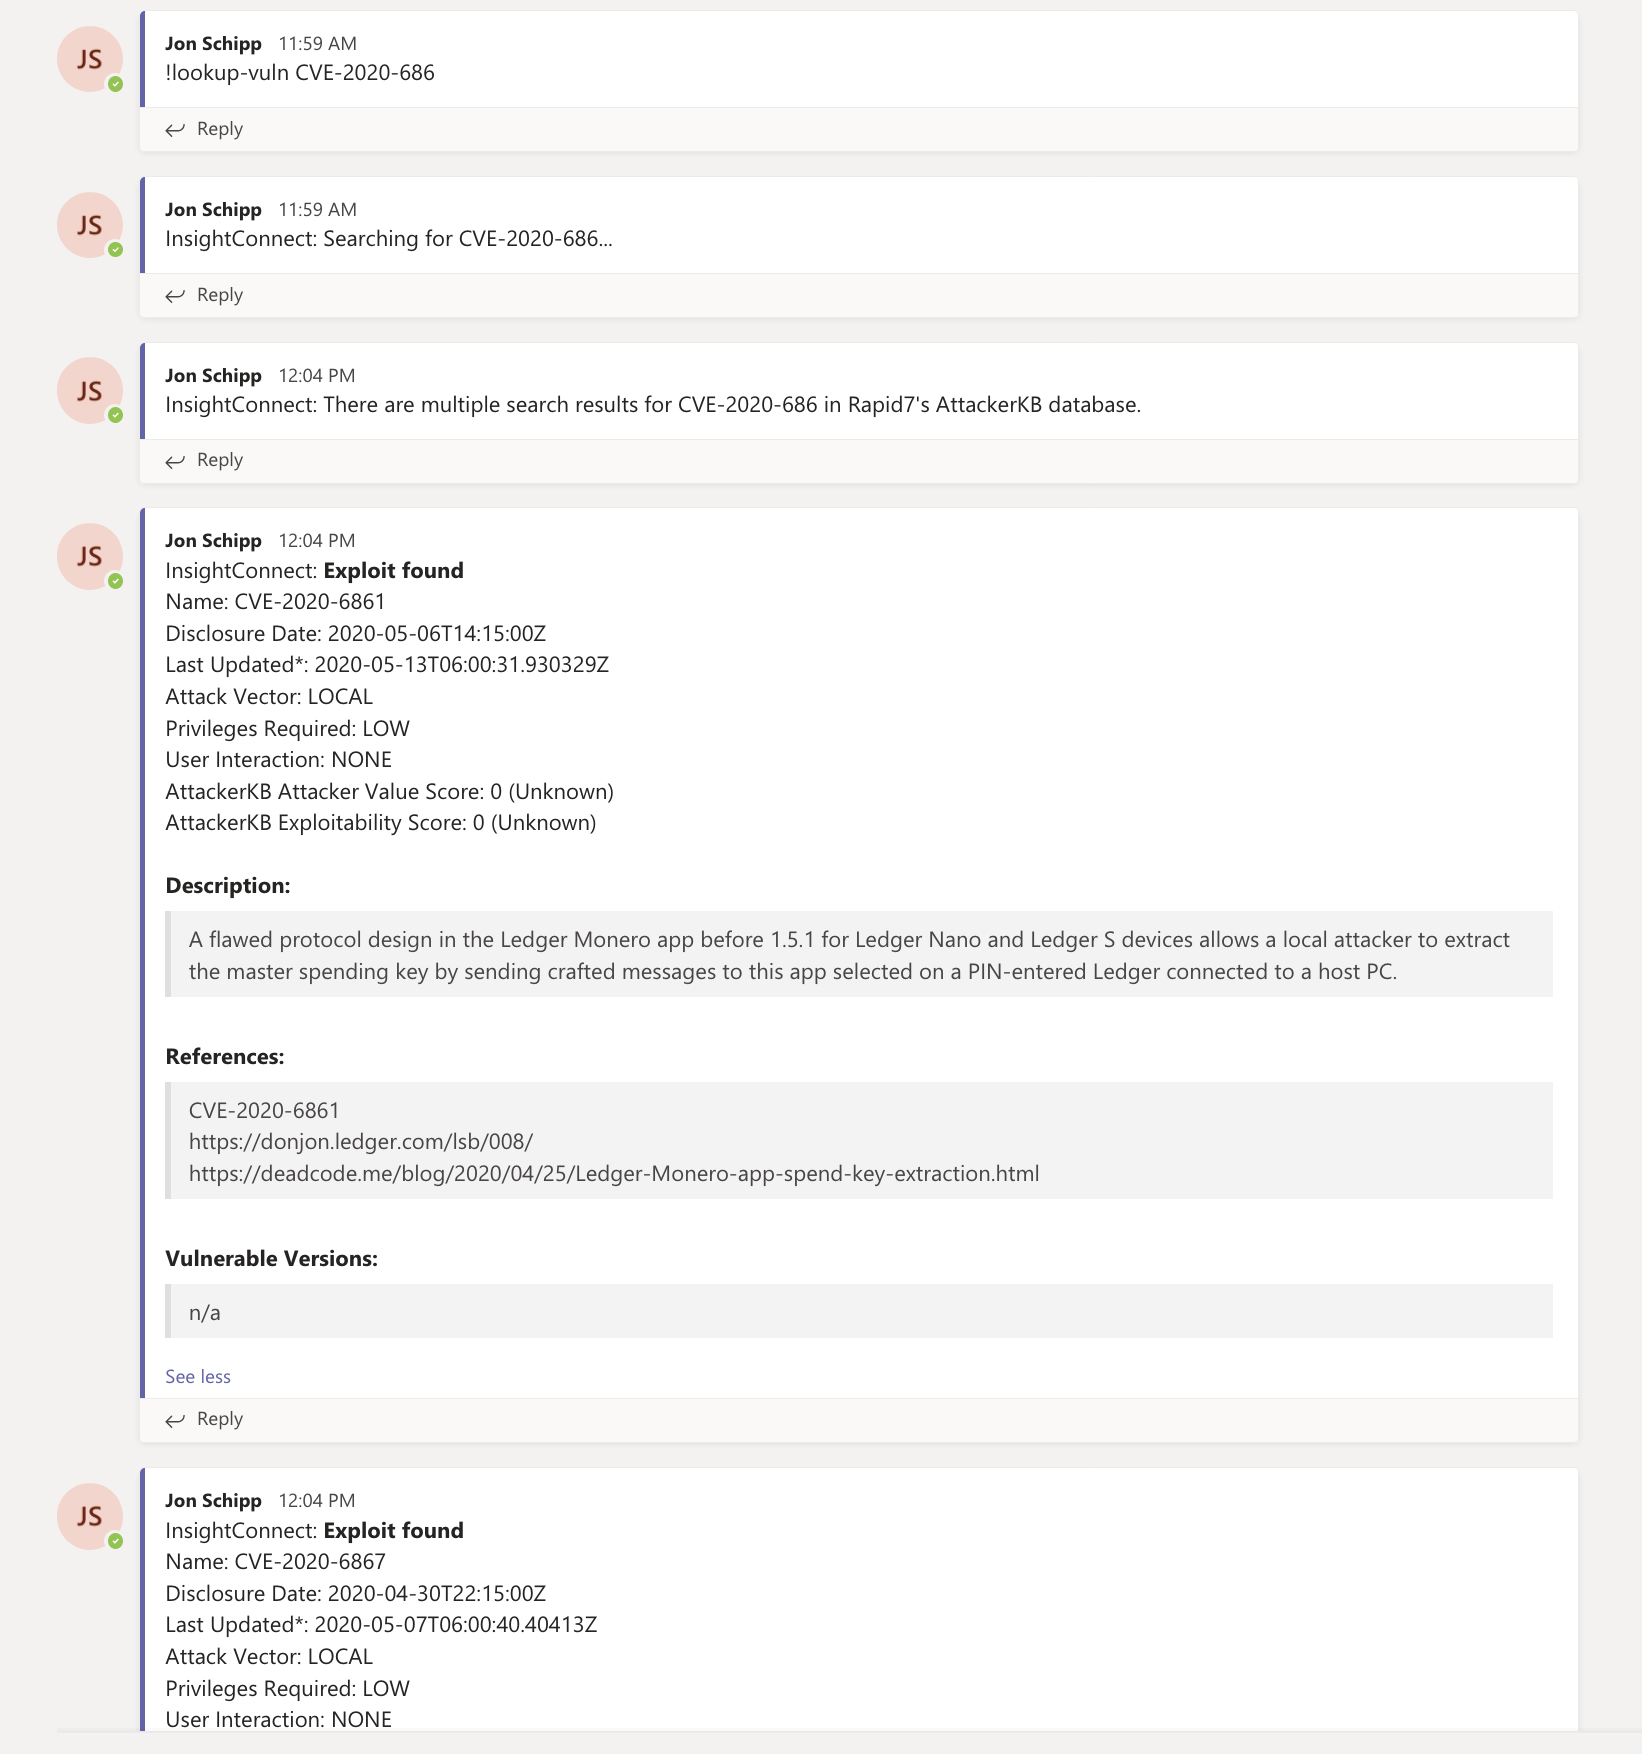 JS
Jon Schipp 11:59 AM
!lookup-vuln CVE-2020-686
Reply
JS
Jon Schipp 11:59 AM
InsightConnect: Searching for CVE-2020-686...
Reply
JS
Jon Schipp 12:04 PM
InsightConnect: There are multiple search results for CVE-2020-686 in Rapid7's AttackerKB database.
Reply
JS
Jon Schipp 12:04 PM
InsightConnect: Exploit found
Name: CVE-2020-6861
Disclosure Date: 2020-05-06T14:15:00Z
Last Updated*: 2020-05-13T06:00:31.930329Z
Attack Vector: LOCAL
Privileges Required: LOW
User Interaction: NONE
AttackerKB Attacker Value Score: 0 (Unknown)
AttackerKB Exploitability Score: 0 (Unknown)
Description:
A flawed protocol design in the Ledger Monero app before 1.5.1 for Ledger Nano and Ledger S devices allows a local attacker to extract
the master spending key by sending crafted messages to this app selected on a PIN-entered Ledger connected to a host PC.
References:
CVE-2020-6861
https://donjon.ledger.com/lsb/008/
https://deadcode.me/blog/2020/04/25/Ledger-Monero-app-spend-key-extraction.html
Vulnerable Versions:
n/a
See less
Reply
JS
Jon Schipp 12:04 PM
InsightConnect: Exploit found
Name: CVE-2020-6867
Disclosure Date: 2020-04-30T22:15:00Z
Last Updated*: 2020-05-07T06:00:40.40413Z
Attack Vector: LOCAL
Privileges Required: LOW
User Interaction: NONE